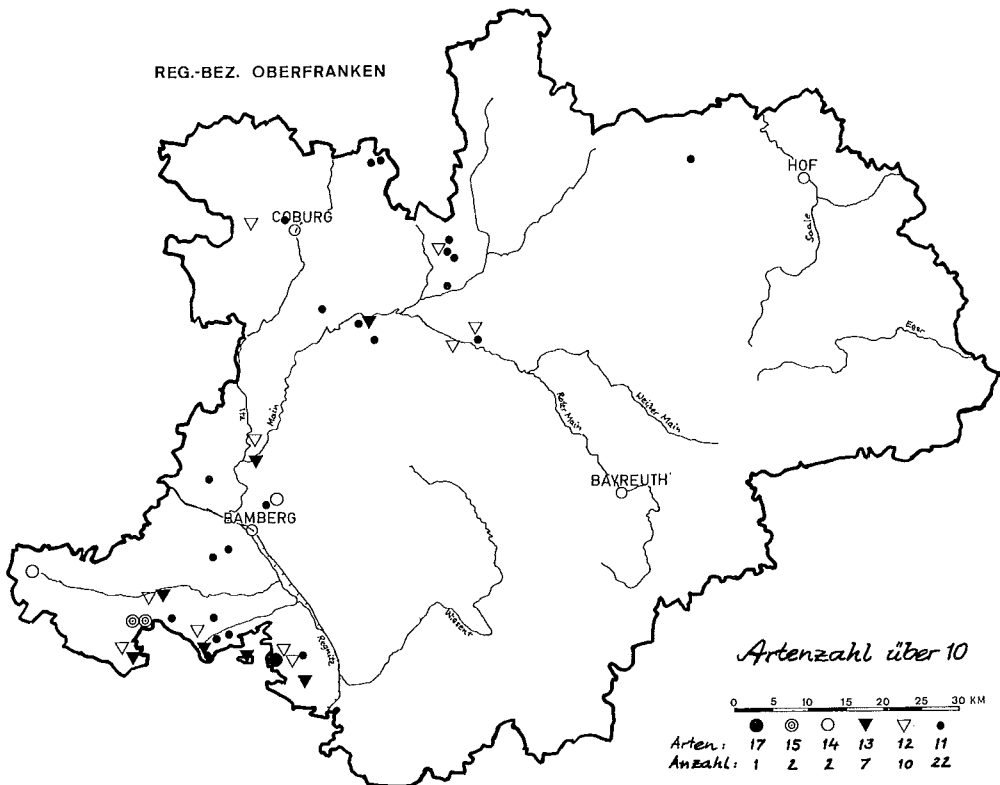 REG.-BEZ. OBERFRANKEN
HOF
COBURG
Saale
Eger
Itz
Main
Roter Main
Weißer Main
BAYREUTH
BAMBERG
Wiesent
Regnitz
Artenzahl über 10
0 5 10 15 20 25 30 KM
Arten: 17 15 14 13 12 11
Anzahl: 1 2 2 7 10 22